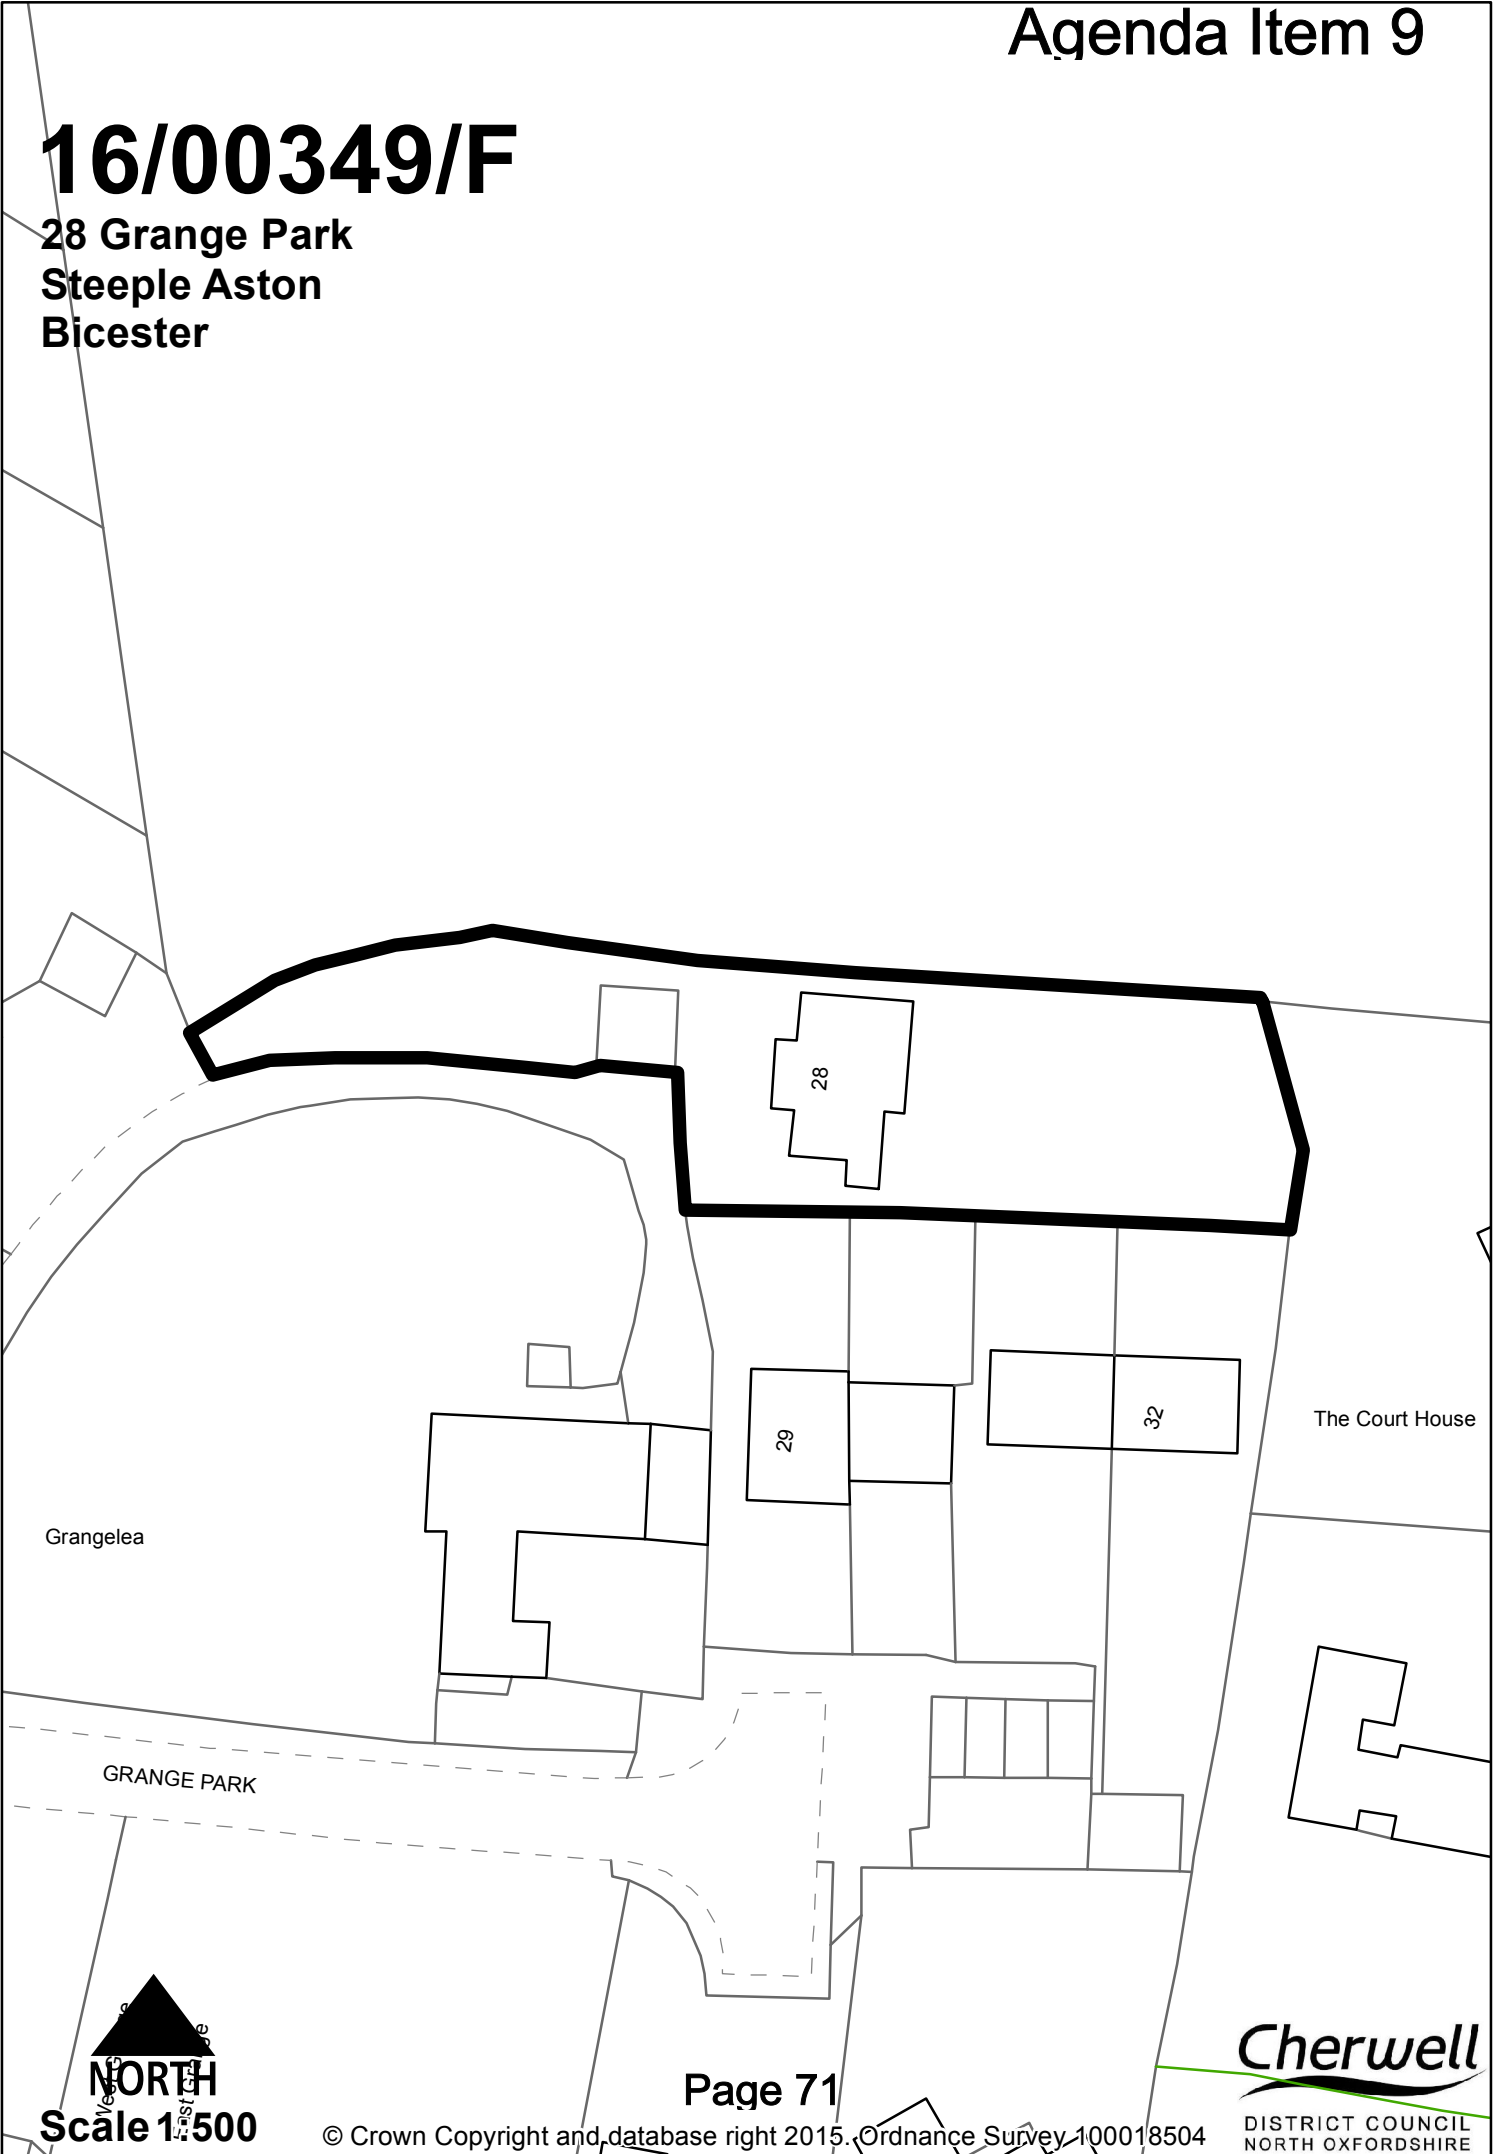 Agenda Item 9
16/00349/F
28 Grange Park
Steeple Aston
Bicester
28
29
32
The Court House
Grangelea
GRANGE PARK
NORTH
Scale 1:500
Page 71
© Crown Copyright and database right 2015. Ordnance Survey 100018504
Cherwell
DISTRICT COUNCIL
NORTH OXFORDSHIRE